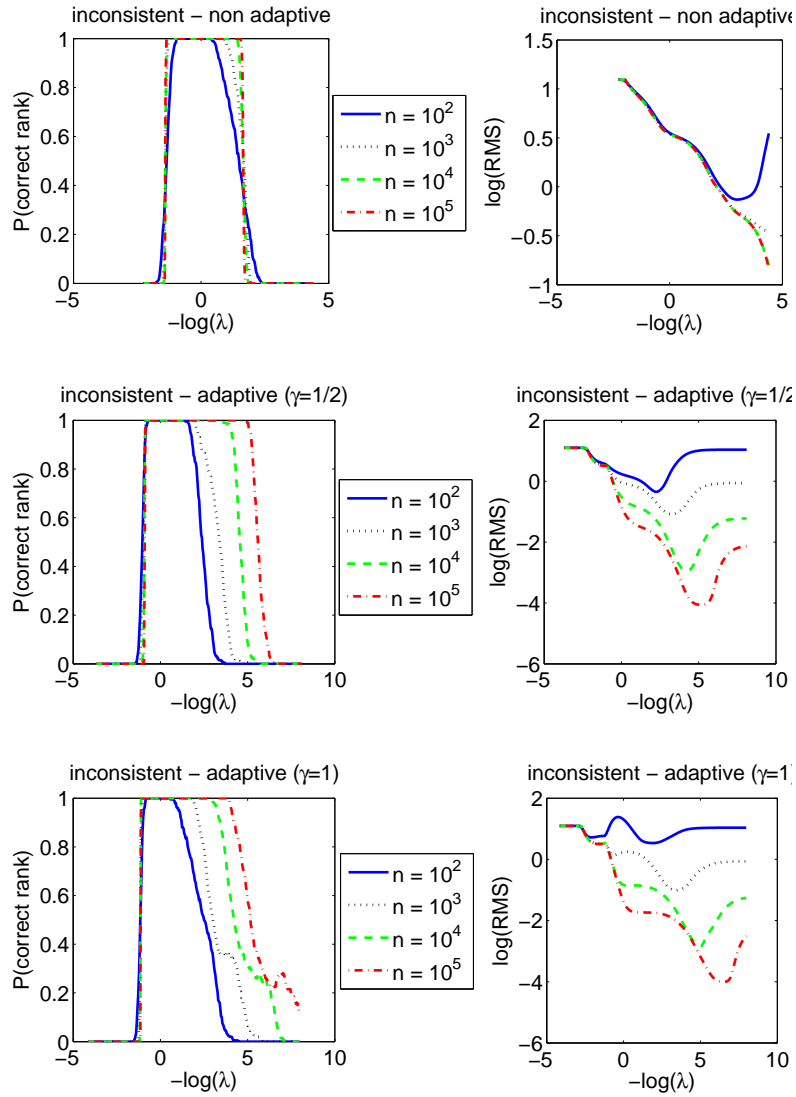 inconsistent − non adaptive
1
0.8
0.6
0.4
0.2
0
P(correct rank)
−5
0
5
−log(λ)
n = 10^2
n = 10^3
n = 10^4
n = 10^5
inconsistent − non adaptive
1.5
1
0.5
0
−0.5
−1
log(RMS)
−5
0
5
−log(λ)
inconsistent − adaptive (γ=1/2)
1
0.8
0.6
0.4
0.2
0
P(correct rank)
−5
0
5
10
−log(λ)
n = 10^2
n = 10^3
n = 10^4
n = 10^5
inconsistent − adaptive (γ=1/2
2
0
−2
−4
−6
log(RMS)
−5
0
5
10
−log(λ)
inconsistent − adaptive (γ=1)
1
0.8
0.6
0.4
0.2
0
P(correct rank)
−5
0
5
10
−log(λ)
n = 10^2
n = 10^3
n = 10^4
n = 10^5
inconsistent − adaptive (γ=1)
2
0
−2
−4
−6
log(RMS)
−5
0
5
10
−log(λ)